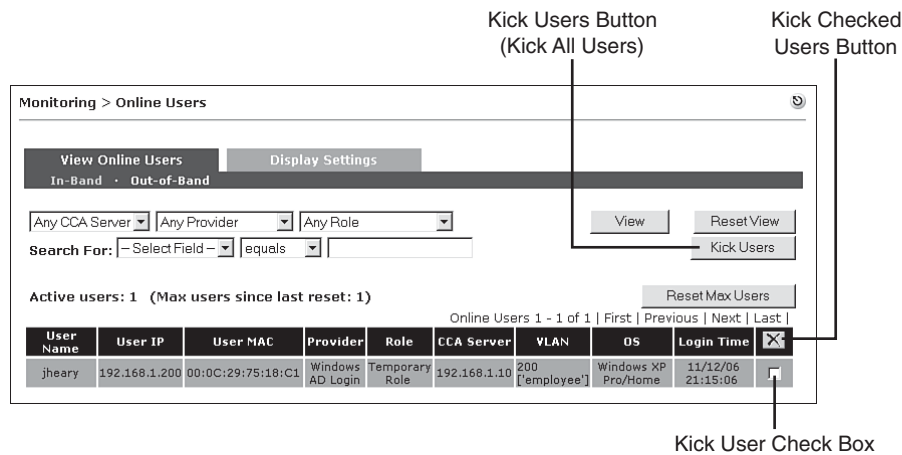 Kick Users Button
(Kick All Users)
Kick Checked
Users Button
Monitoring > Online Users
View Online Users
Display Settings
In-Band · Out-of-Band
Any CCA Server
Any Provider
Any Role
View
Reset View
Search For:
– Select Field –
equals
Kick Users
Active users: 1 (Max users since last reset: 1)
Reset Max Users
Online Users 1 - 1 of 1 | First | Previous | Next | Last |
User Name
User IP
User MAC
Provider
Role
CCA Server
VLAN
OS
Login Time
jheary
192.168.1.200
00:0C:29:75:18:C1
Windows AD Login
Temporary Role
192.168.1.10
200 ['employee']
Windows XP Pro/Home
11/12/06 21:15:06
Kick User Check Box